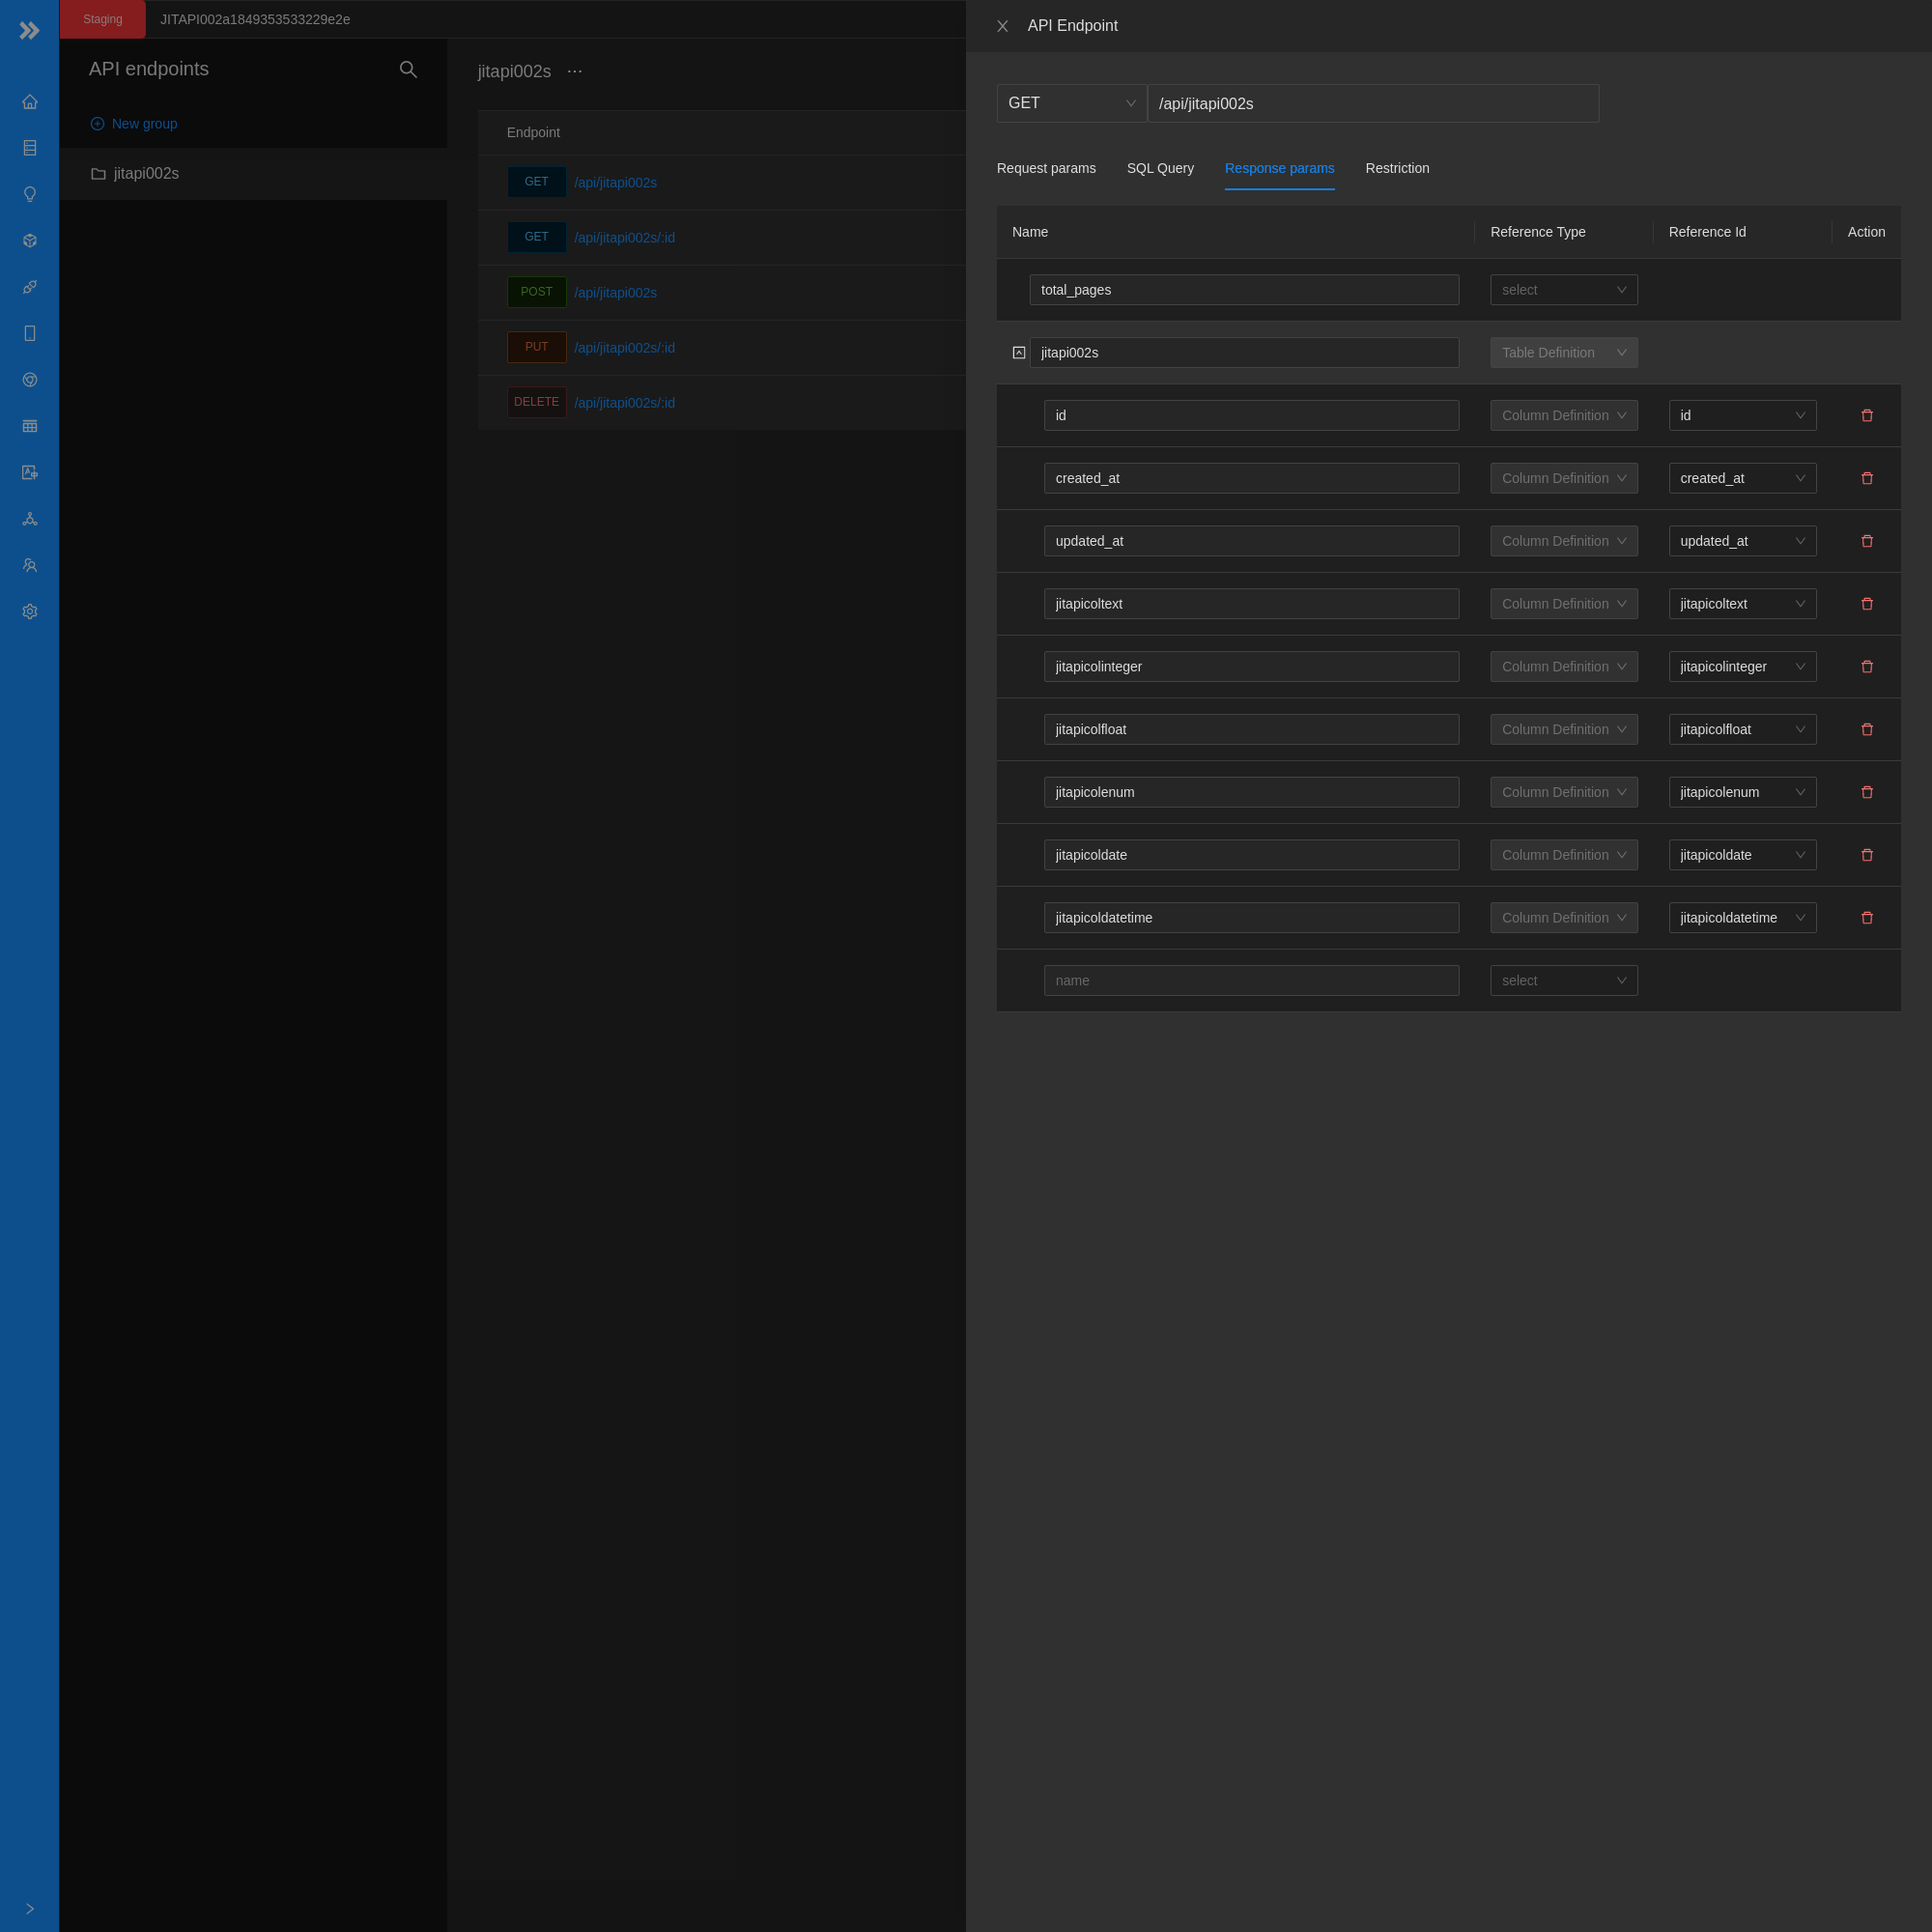 Staging
JITAPI002a1849353533229e2e
API endpoints
New group
jitapi002s
jitapi002s ...
Endpoint
GET /api/jitapi002s
GET /api/jitapi002s/:id
POST /api/jitapi002s
PUT /api/jitapi002s/:id
DELETE /api/jitapi002s/:id
API Endpoint
GET /api/jitapi002s
Request params SQL Query Response params Restriction
Name Reference Type Reference Id Action
total_pages select
jitapi002s Table Definition
id Column Definition id
created_at Column Definition created_at
updated_at Column Definition updated_at
jitapicoltext Column Definition jitapicoltext
jitapicolinteger Column Definition jitapicolinteger
jitapicolfloat Column Definition jitapicolfloat
jitapicolenum Column Definition jitapicolenum
jitapicoldate Column Definition jitapicoldate
jitapicoldatetime Column Definition jitapicoldatetime
name select